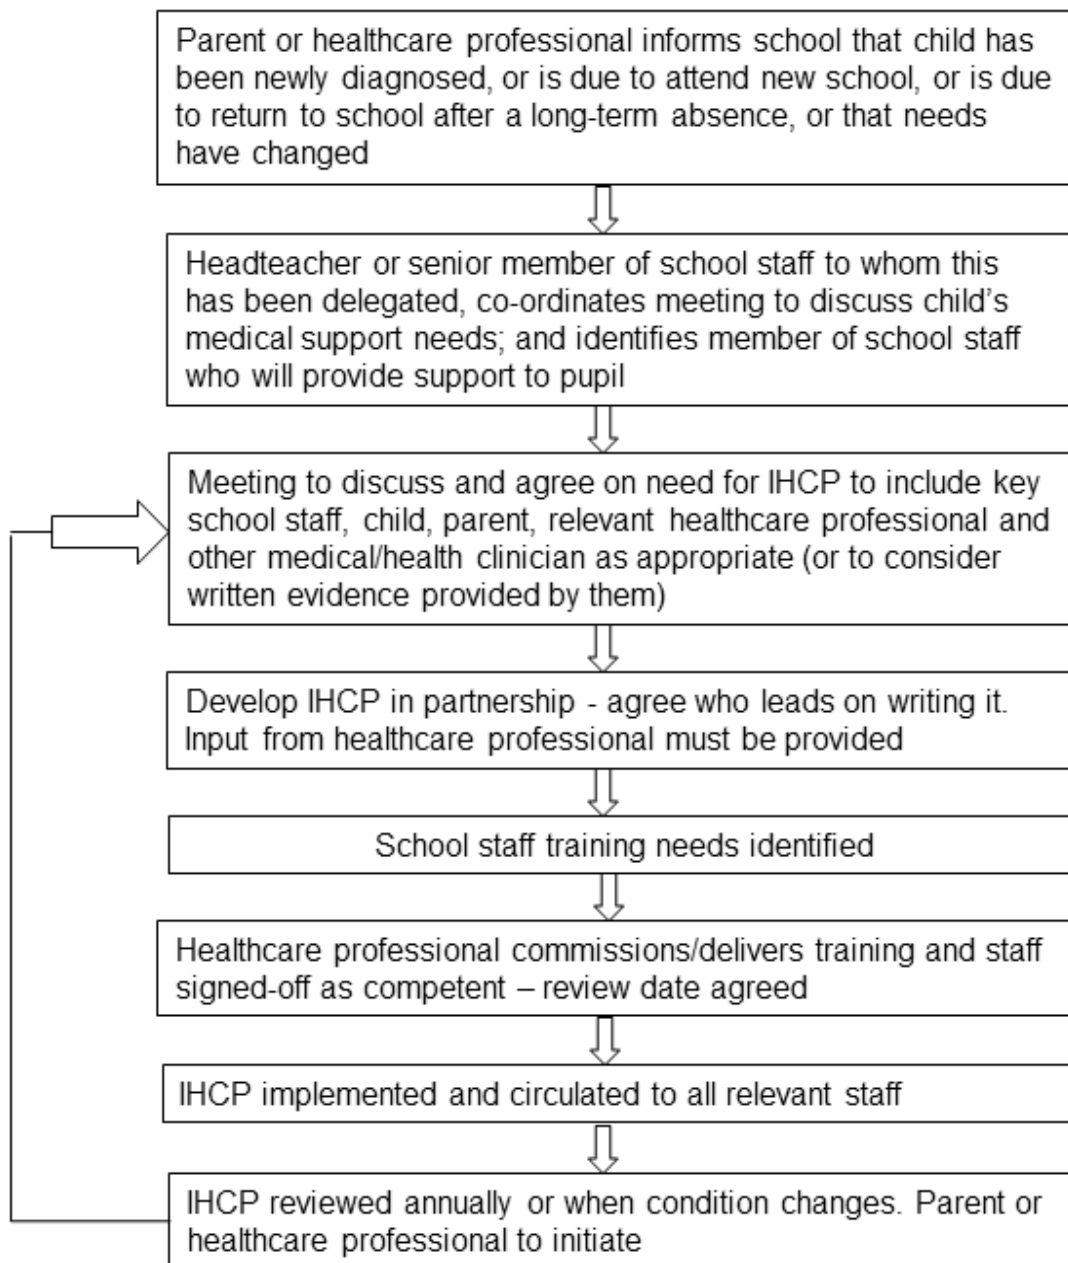 Parent or healthcare professional informs school that child has
been newly diagnosed, or is due to attend new school, or is due
to return to school after a long-term absence, or that needs
have changed
Headteacher or senior member of school staff to whom this
has been delegated, co-ordinates meeting to discuss child's
medical support needs; and identifies member of school staff
who will provide support to pupil
Meeting to discuss and agree on need for IHCP to include key
school staff, child, parent, relevant healthcare professional and
other medical/health clinician as appropriate (or to consider
written evidence provided by them)
Develop IHCP in partnership - agree who leads on writing it.
Input from healthcare professional must be provided
School staff training needs identified
Healthcare professional commissions/delivers training and staff
signed-off as competent – review date agreed
IHCP implemented and circulated to all relevant staff
IHCP reviewed annually or when condition changes. Parent or
healthcare professional to initiate